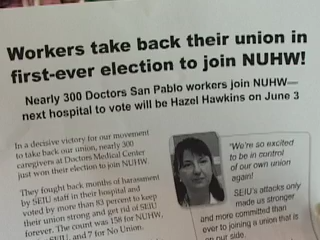 Workers take back their union in
first-ever election to join NUHW!
Nearly 300 Doctors San Pablo workers join NUHW—
next hospital to vote will be Hazel Hawkins on June 3
In a decisive victory for our movement
to take back our union, nearly 300
caregivers at Doctors Medical Center
just won their election to join NUHW.
They fought back months of harassment
by SEIU staff in their hospital and
voted by more than 83 percent to keep
their union strong and get rid of SEIU
forever. The count was 158 for NUHW,
for SEIU, and 7 for No Union.
"We're so excited
to be in control
of our own union
again!
SEIU's attacks only
made us stronger
and more committed than
ever to joining a union that is
on our side.